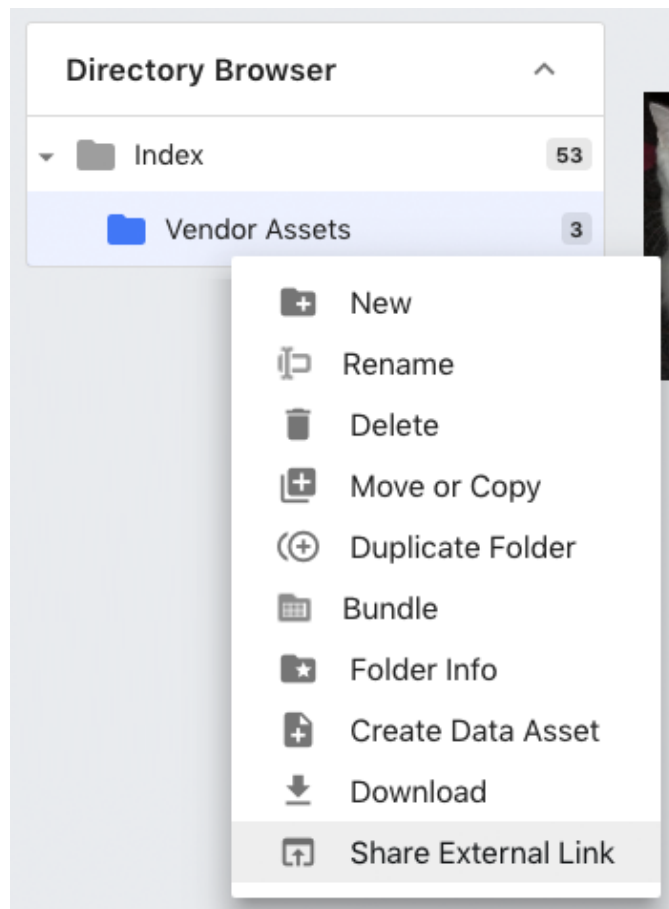 Directory Browser
Index 53
Vendor Assets 3
New
Rename
Delete
Move or Copy
Duplicate Folder
Bundle
Folder Info
Create Data Asset
Download
Share External Link